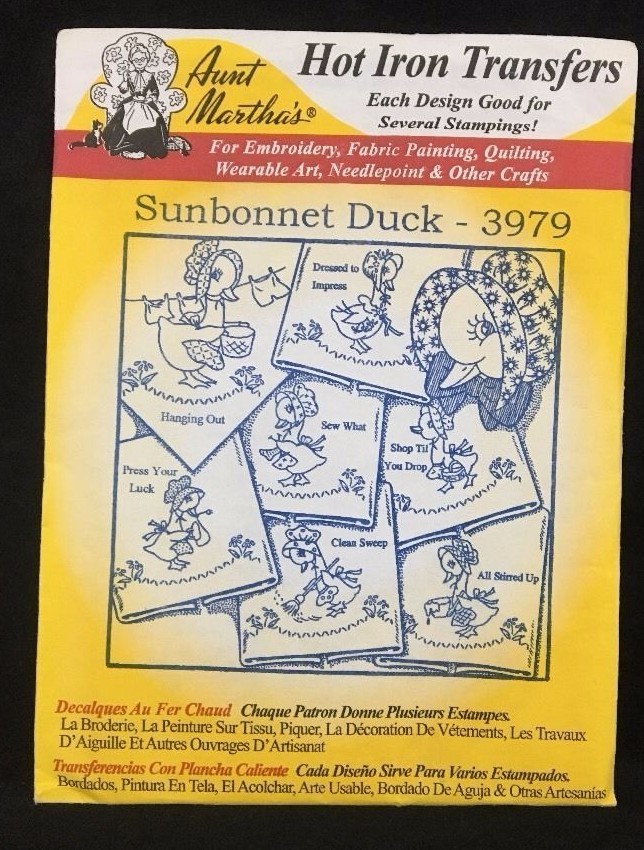 Aunt
Martha's®
Hot Iron Transfers
Each Design Good for
Several Stampings!
For Embroidery, Fabric Painting, Quilting,
Wearable Art, Needlepoint & Other Crafts
Sunbonnet Duck - 3979
Dressed to
Impress
Hanging Out
Sew What
Shop Til
You Drop
Press Your
Luck
Clean Sweep
All Stirred Up
Decalques Au Fer Chaud Chaque Patron Donne Plusieurs Estampes.
La Broderie, La Peinture Sur Tissu, Piquer, La Décoration De Vétements, Les Travaux
D'Aiguille Et Autres Ouvrages D'Artisanat
Transferencias Con Plancha Caliente Cada Diseño Sirve Para Varios Estampados.
Bordados, Pintura En Tela, El Acolchar, Arte Usable, Bordado De Aguja & Otras Artesanías